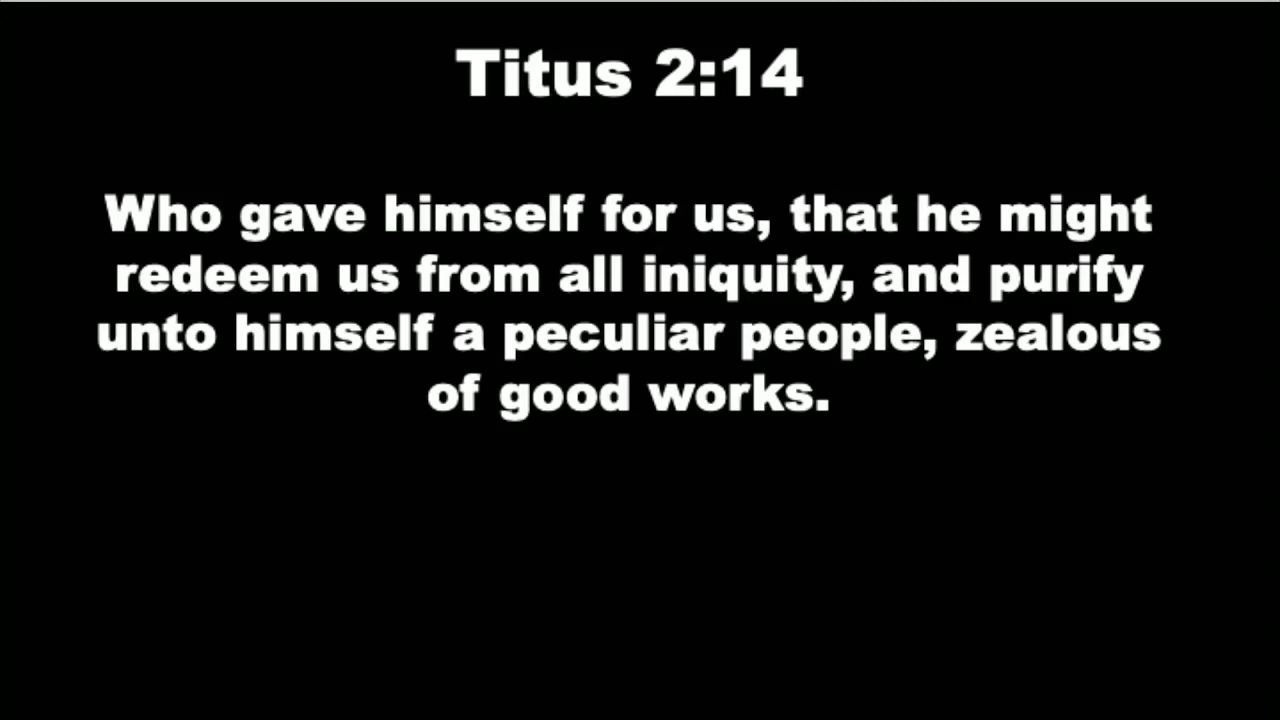 Titus 2:14
Who gave himself for us, that he might
redeem us from all iniquity, and purify
unto himself a peculiar people, zealous
of good works.